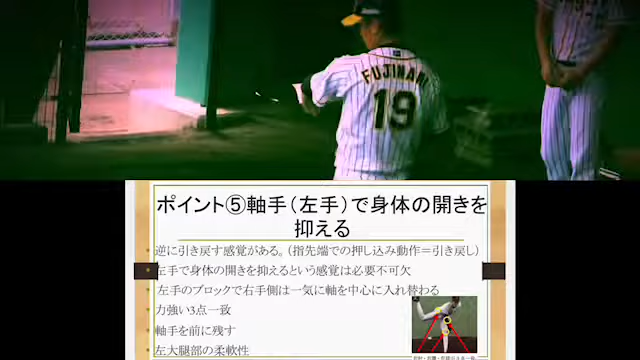 FUJINAMI
19
ポイント⑤軸手（左手）で身体の開きを
抑える
逆に引き戻す感覚がある。（指先端での押し込み動作＝引き戻し）
左手で身体の開きを抑えるという感覚は必要不可欠
左手のブロックで右手側は一気に軸を中心に入れ替わる
力強い3点一致
軸手を前に残す
左大腿部の柔軟性